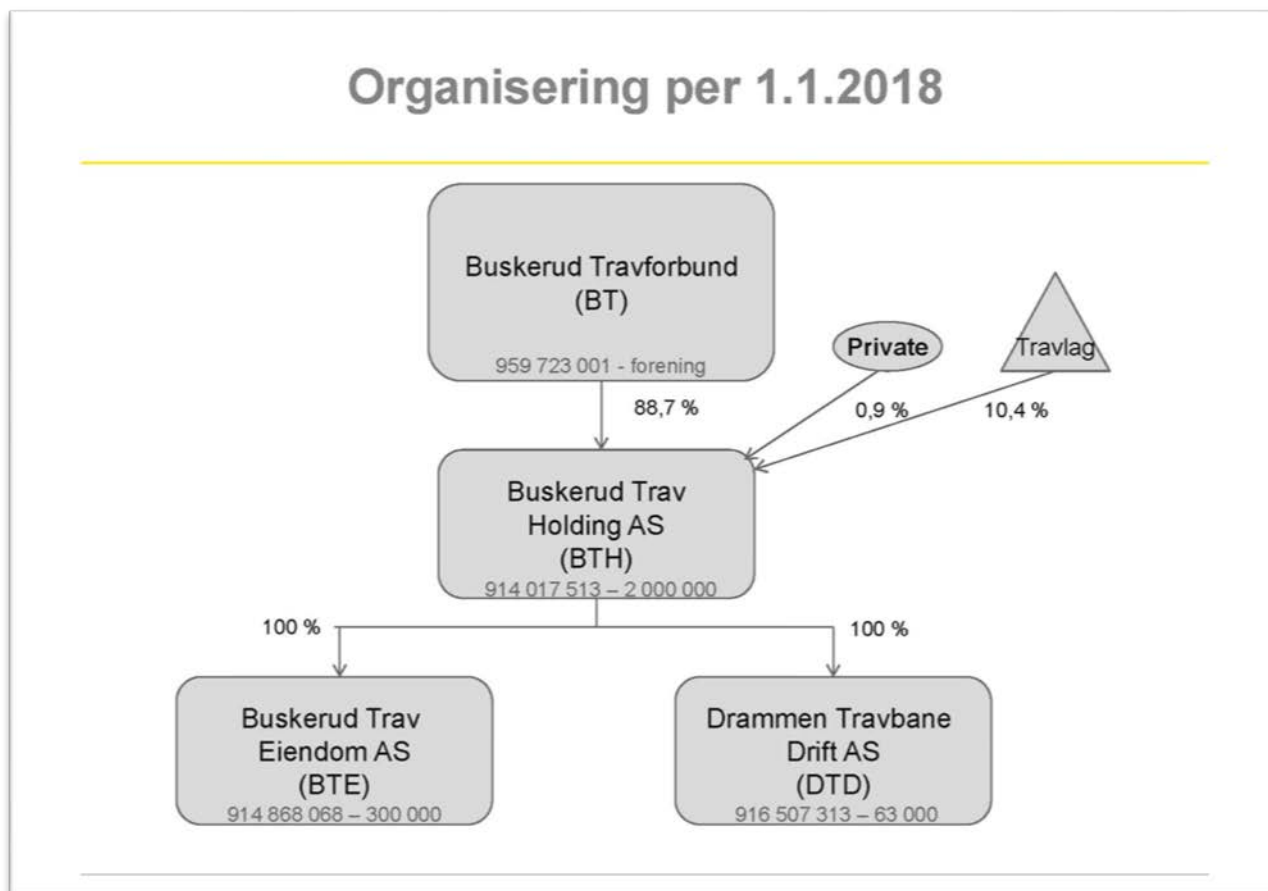 Organisering per 1.1.2018
Buskerud Travforbund
(BT)
959 723 001 - forening
Private
Travlag
88,7 %
0,9 %
10,4 %
Buskerud Trav
Holding AS
(BTH)
914 017 513 – 2 000 000
100 %
100 %
Buskerud Trav
Eiendom AS
(BTE)
914 868 068 – 300 000
Drammen Travbane
Drift AS
(DTD)
916 507 313 – 63 000